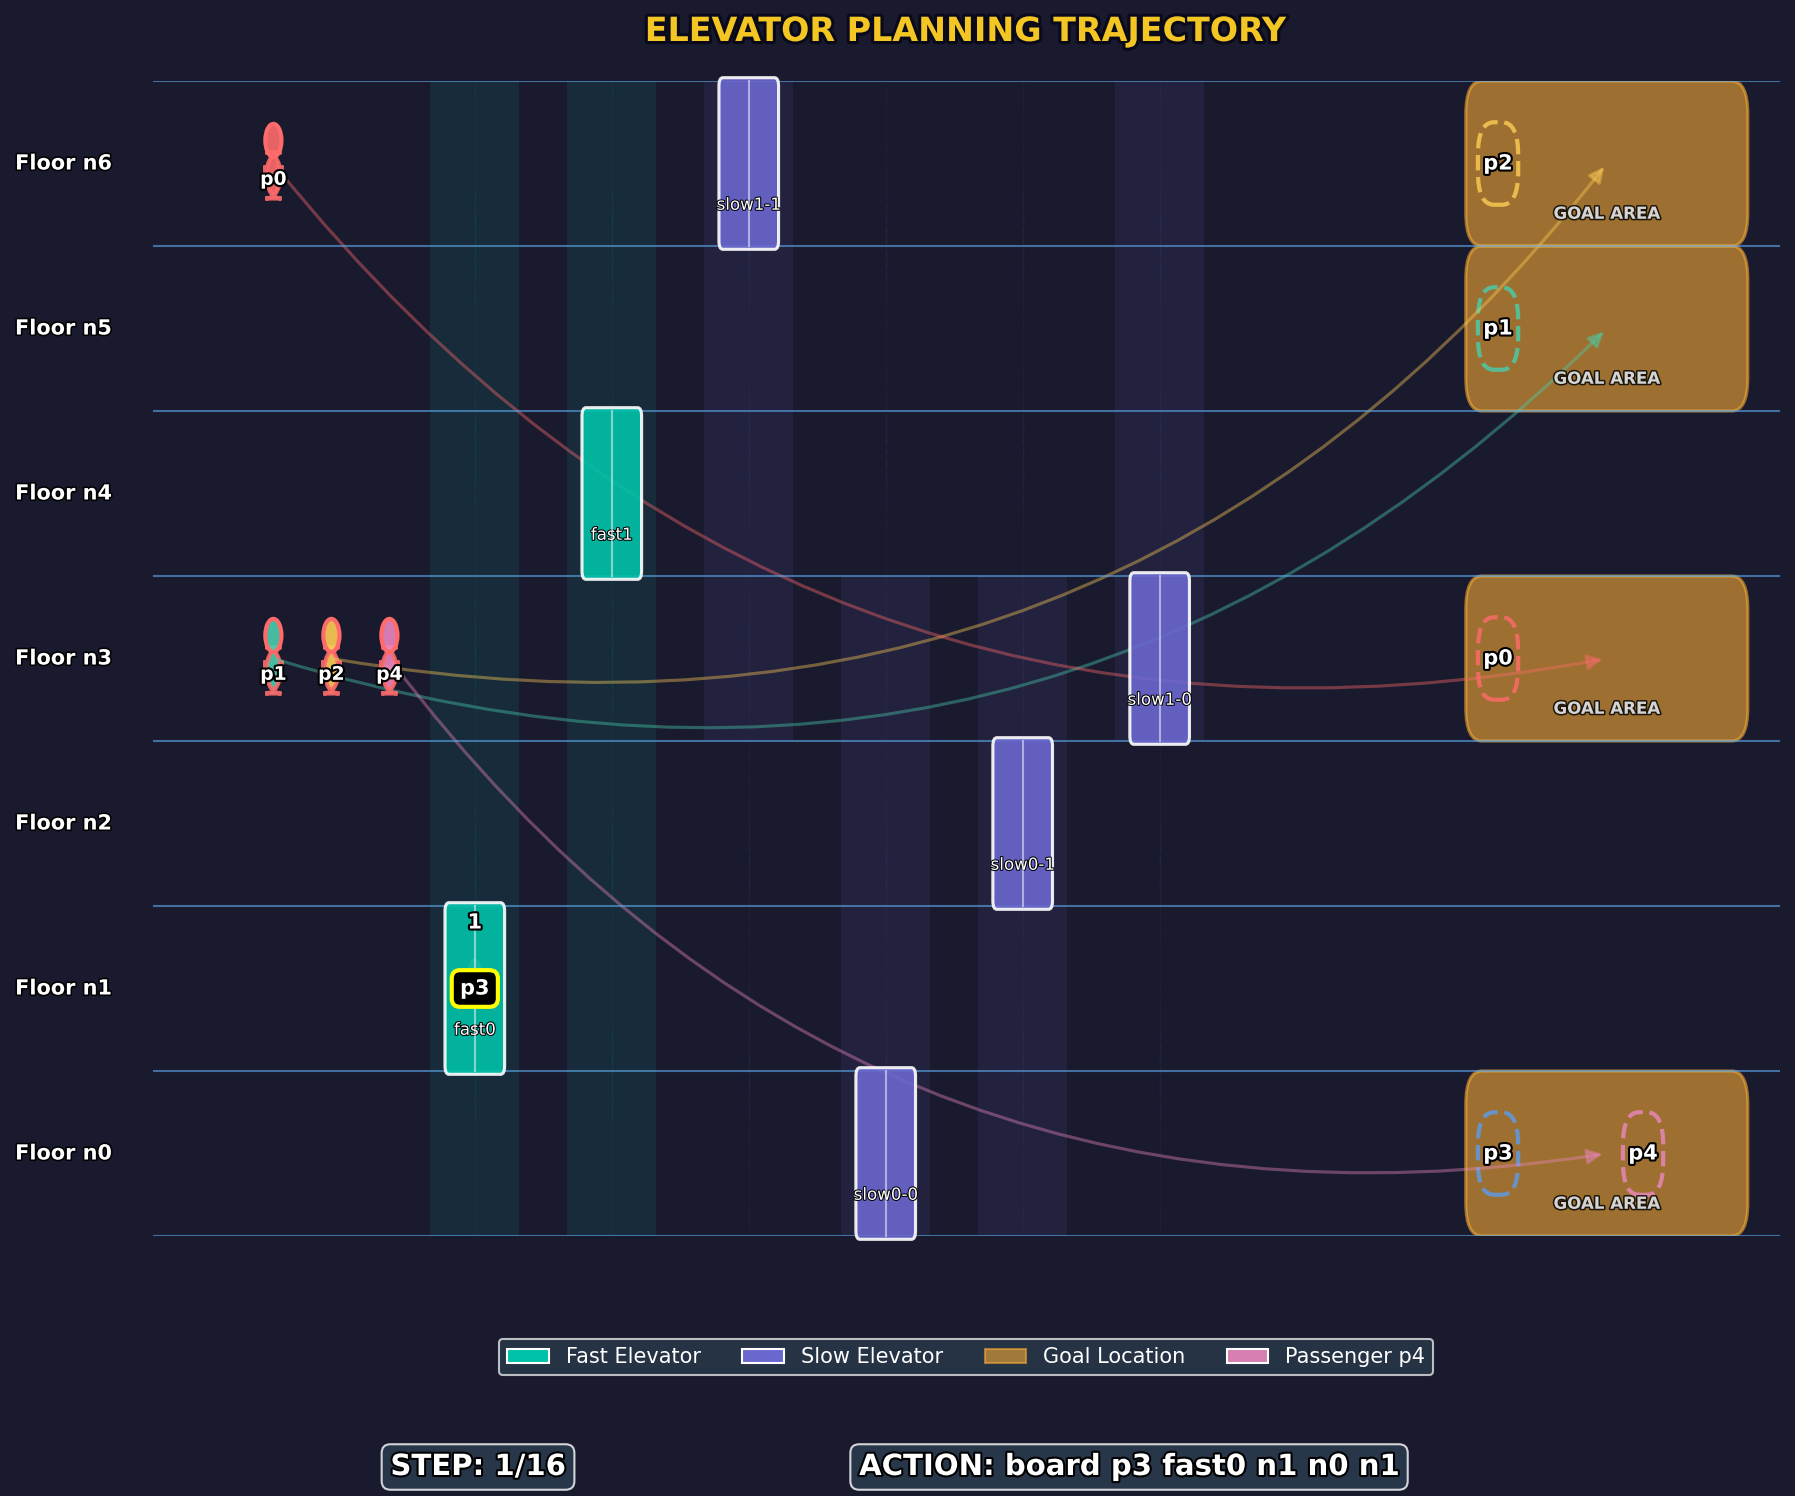 ELEVATOR PLANNING TRAJECTORY
Floor n6
p0
slow1-1
p2
GOAL AREA
Floor n5
p1
GOAL AREA
Floor n4
fast1
Floor n3
p1 p2 p4
slow1-0
p0
GOAL AREA
Floor n2
slow0-1
1
Floor n1
p3
fast0
Floor n0
slow0-0
p3 p4
GOAL AREA
Fast Elevator Slow Elevator Goal Location Passenger p4
STEP: 1/16 ACTION: board p3 fast0 n1 n0 n1